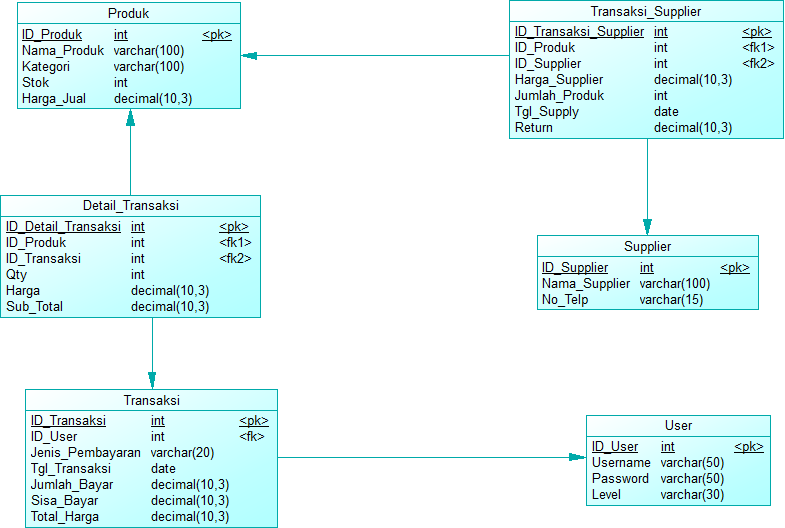 Produk
ID_Produk int <pk>
Nama_Produk varchar(100)
Kategori varchar(100)
Stok int
Harga_Jual decimal(10,3)
Transaksi_Supplier
ID_Transaksi_Supplier int <pk>
ID_Produk int <fk1>
ID_Supplier int <fk2>
Harga_Supplier decimal(10,3)
Jumlah_Produk int
Tgl_Supply date
Return decimal(10,3)
Detail_Transaksi
ID_Detail_Transaksi int <pk>
ID_Produk int <fk1>
ID_Transaksi int <fk2>
Qty int
Harga decimal(10,3)
Sub_Total decimal(10,3)
Supplier
ID_Supplier int <pk>
Nama_Supplier varchar(100)
No_Telp varchar(15)
Transaksi
ID_Transaksi int <pk>
ID_User int <fk>
Jenis_Pembayaran varchar(20)
Tgl_Transaksi date
Jumlah_Bayar decimal(10,3)
Sisa_Bayar decimal(10,3)
Total_Harga decimal(10,3)
User
ID_User int <pk>
Username varchar(50)
Password varchar(50)
Level varchar(30)